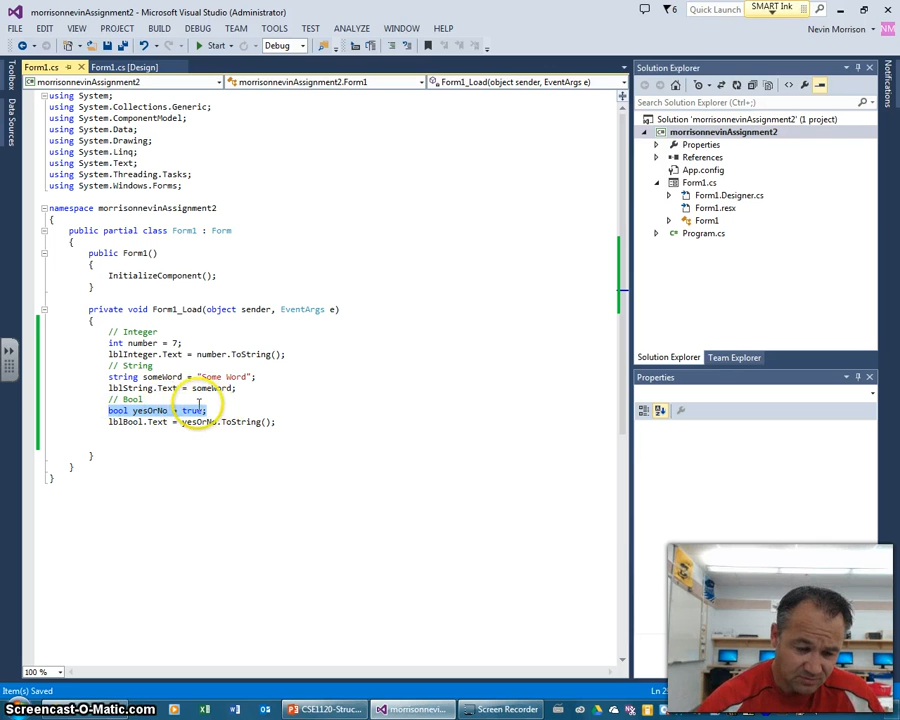 morrisonnevinAssignment2 - Microsoft Visual Studio (Administrator)
6
Quick Launch
SMART Ink
FILE EDIT VIEW PROJECT BUILD DEBUG TEAM TOOLS TEST ANALYZE WINDOW HELP
Nevin Morrison
NM
Start
Debug
Toolbox
Data Sources
Form1.cs
Form1.cs [Design]
morrisonnevinAssignment2
morrisonnevinAssignment2.Form1
Form1_Load(object sender, EventArgs e)
using System;
using System.Collections.Generic;
using System.ComponentModel;
using System.Data;
using System.Drawing;
using System.Linq;
using System.Text;
using System.Threading.Tasks;
using System.Windows.Forms;
namespace morrisonnevinAssignment2
{
public partial class Form1 : Form
{
public Form1()
{
InitializeComponent();
}
private void Form1_Load(object sender, EventArgs e)
{
// Integer
int number = 7;
lblInteger.Text = number.ToString();
// String
string someWord = "Some Word";
lblString.Text = someWord;
// Bool
bool yesOrNo = true;
lblBool.Text = yesOrNo.ToString();
}
}
}
100 %
Solution Explorer
Search Solution Explorer (Ctrl+;)
Solution 'morrisonnevinAssignment2' (1 project)
morrisonnevinAssignment2
Properties
References
App.config
Form1.cs
Form1.Designer.cs
Form1.resx
Form1
Program.cs
Solution Explorer
Team Explorer
Properties
Notifications
Item(s) Saved
Screencast-O-Matic.com
CSE1120-Struc...
morrisonnevi...
Screen Recorder